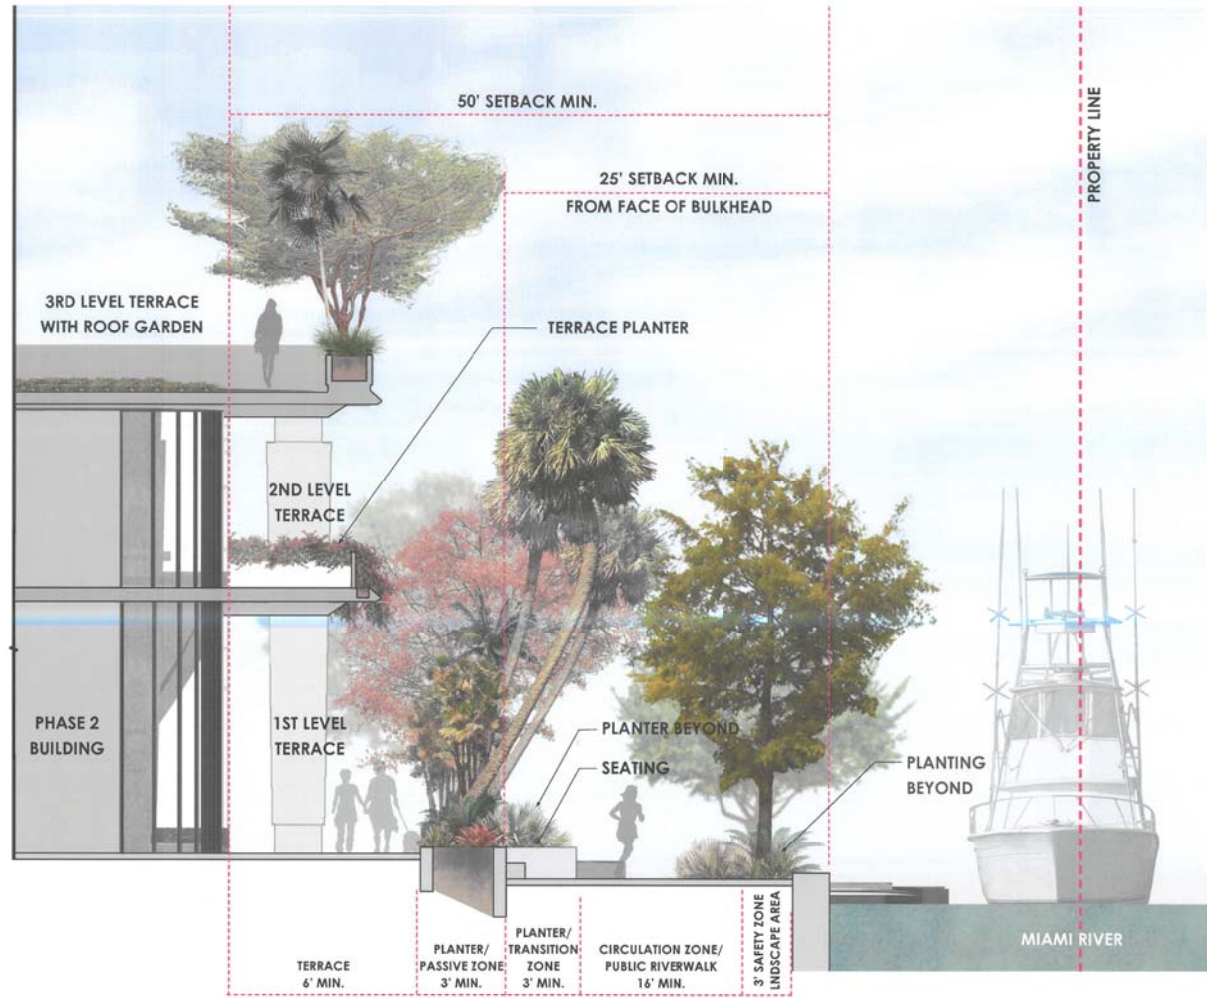 50' SETBACK MIN.
25' SETBACK MIN.
FROM FACE OF BULKHEAD
PROPERTY LINE
3RD LEVEL TERRACE
WITH ROOF GARDEN
TERRACE PLANTER
2ND LEVEL
TERRACE
PHASE 2
BUILDING
1ST LEVEL
TERRACE
PLANTER BEYOND
SEATING
PLANTING
BEYOND
MIAMI RIVER
TERRACE
6' MIN.
PLANTER/
PASSIVE ZONE
3' MIN.
PLANTER/
TRANSITION
ZONE
3' MIN.
CIRCULATION ZONE/
PUBLIC RIVERWALK
16' MIN.
3' SAFETY ZONE
LNDSCAPE AREA